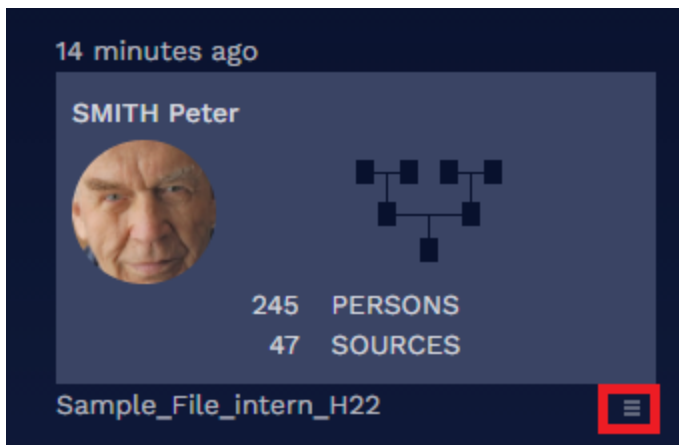 14 minutes ago
SMITH Peter
245 PERSONS
47 SOURCES
Sample_File_intern_H22